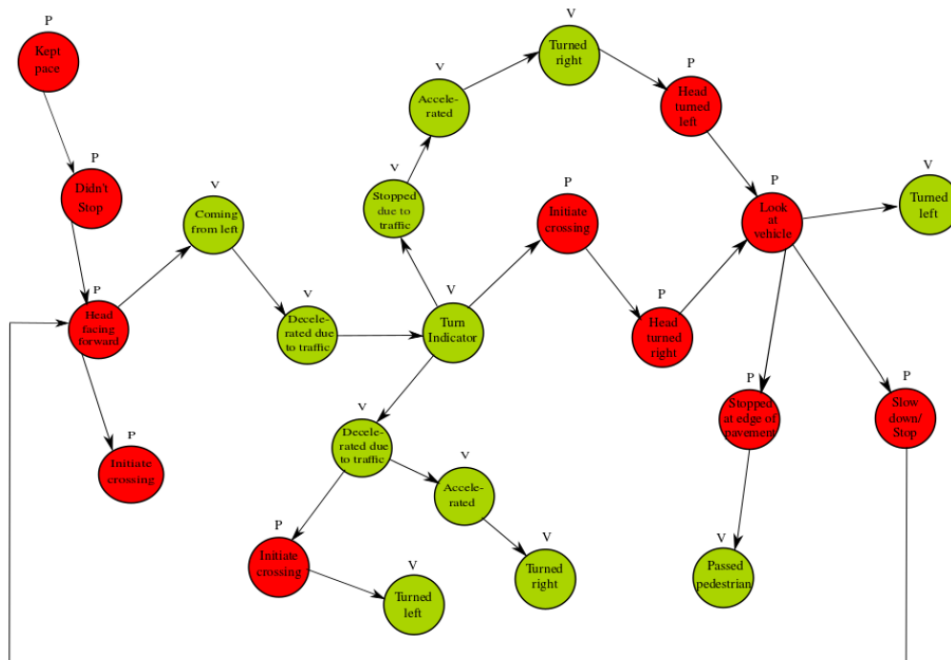 P
Kept
pace
P
Didn't
Stop
P
Head
facing
forward
P
Initiate
crossing
V
Coming
from left
V
Decele-
rated due
to traffic
V
Turn
Indicator
V
Stopped
due to
traffic
V
Accele-
rated
V
Turned
right
P
Head
turned
left
P
Initiate
crossing
P
Head
turned
right
P
Look
at
vehicle
V
Turned
left
P
Stopped
at edge of
pavement
V
Passed
pedestrian
P
Slow
down/
Stop
V
Decele-
rated due
to traffic
V
Accele-
rated
V
Turned
right
P
Initiate
crossing
V
Turned
left